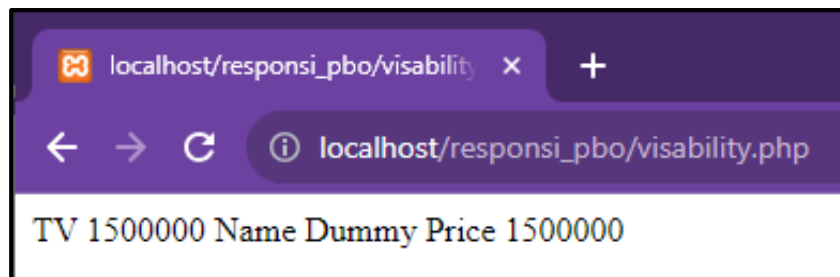 localhost/responsi_pbo/visability
localhost/responsi_pbo/visability.php
TV 1500000 Name Dummy Price 1500000